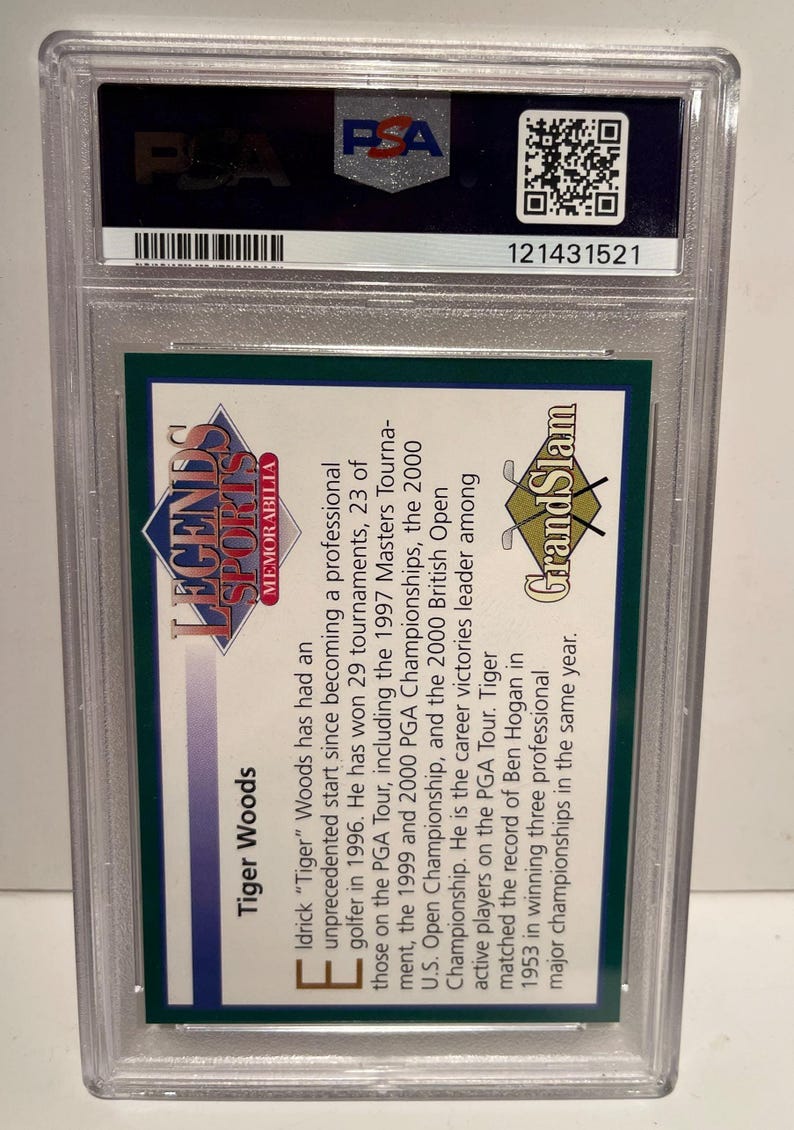 PSA
PSA
121431521
LEGENDS
SPORTS
MEMORABILIA
Tiger Woods
Eldrick "Tiger" Woods has had an
unprecedented start since becoming a professional
golfer in 1996. He has won 29 tournaments, 23 of
those on the PGA Tour, including the 1997 Masters Tourna-
ment, the 1999 and 2000 PGA Championships, the 2000
U.S. Open Championship, and the 2000 British Open
Championship. He is the career victories leader among
active players on the PGA Tour. Tiger
matched the record of Ben Hogan in
1953 in winning three professional
major championships in the same year.
GrandSlam